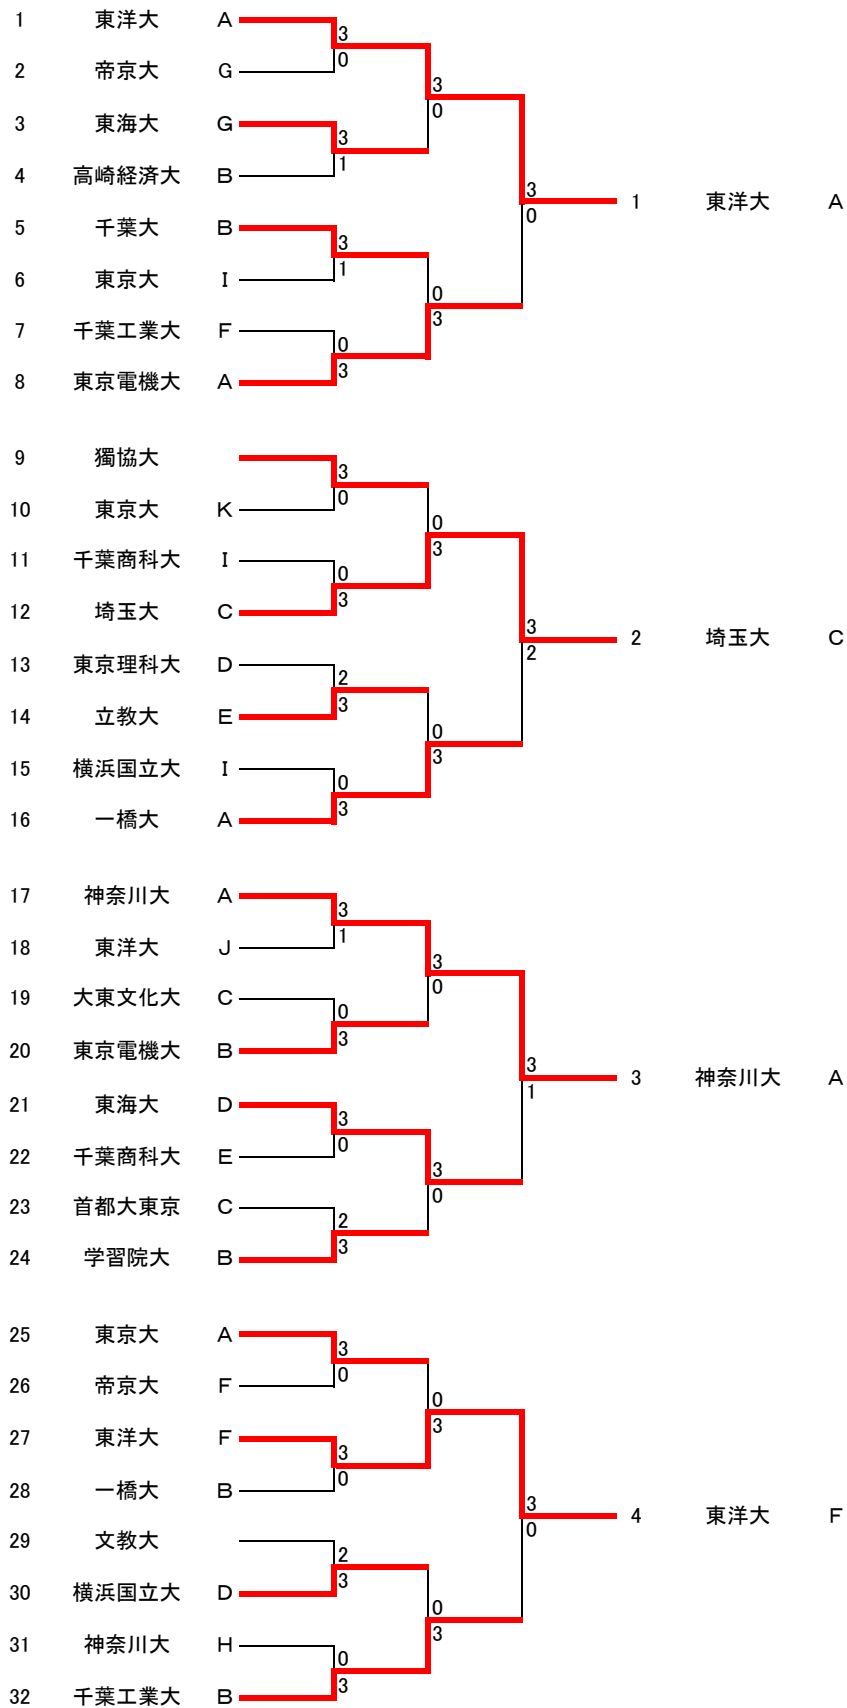 1 東洋大 A
3
0
2 帝京大 G
3
0
3 東海大 G
3
1
4 高崎経済大 B
3
0
1 東洋大 A
5 千葉大 B
3
1
6 東京大 I
0
3
7 千葉工業大 F
0
3
8 東京電機大 A
9 獨協大
3
0
10 東京大 K
0
3
11 千葉商科大 I
0
3
12 埼玉大 C
3
2
2 埼玉大 C
13 東京理科大 D
2
3
14 立教大 E
0
3
15 横浜国立大 I
0
3
16 一橋大 A
17 神奈川大 A
3
1
18 東洋大 J
3
0
19 大東文化大 C
0
3
20 東京電機大 B
3
1
3 神奈川大 A
21 東海大 D
3
0
22 千葉商科大 E
3
0
23 首都大東京 C
2
3
24 学習院大 B
25 東京大 A
3
0
26 帝京大 F
0
3
27 東洋大 F
3
0
28 一橋大 B
3
0
4 東洋大 F
29 文教大
2
3
30 横浜国立大 D
0
3
31 神奈川大 H
0
3
32 千葉工業大 B